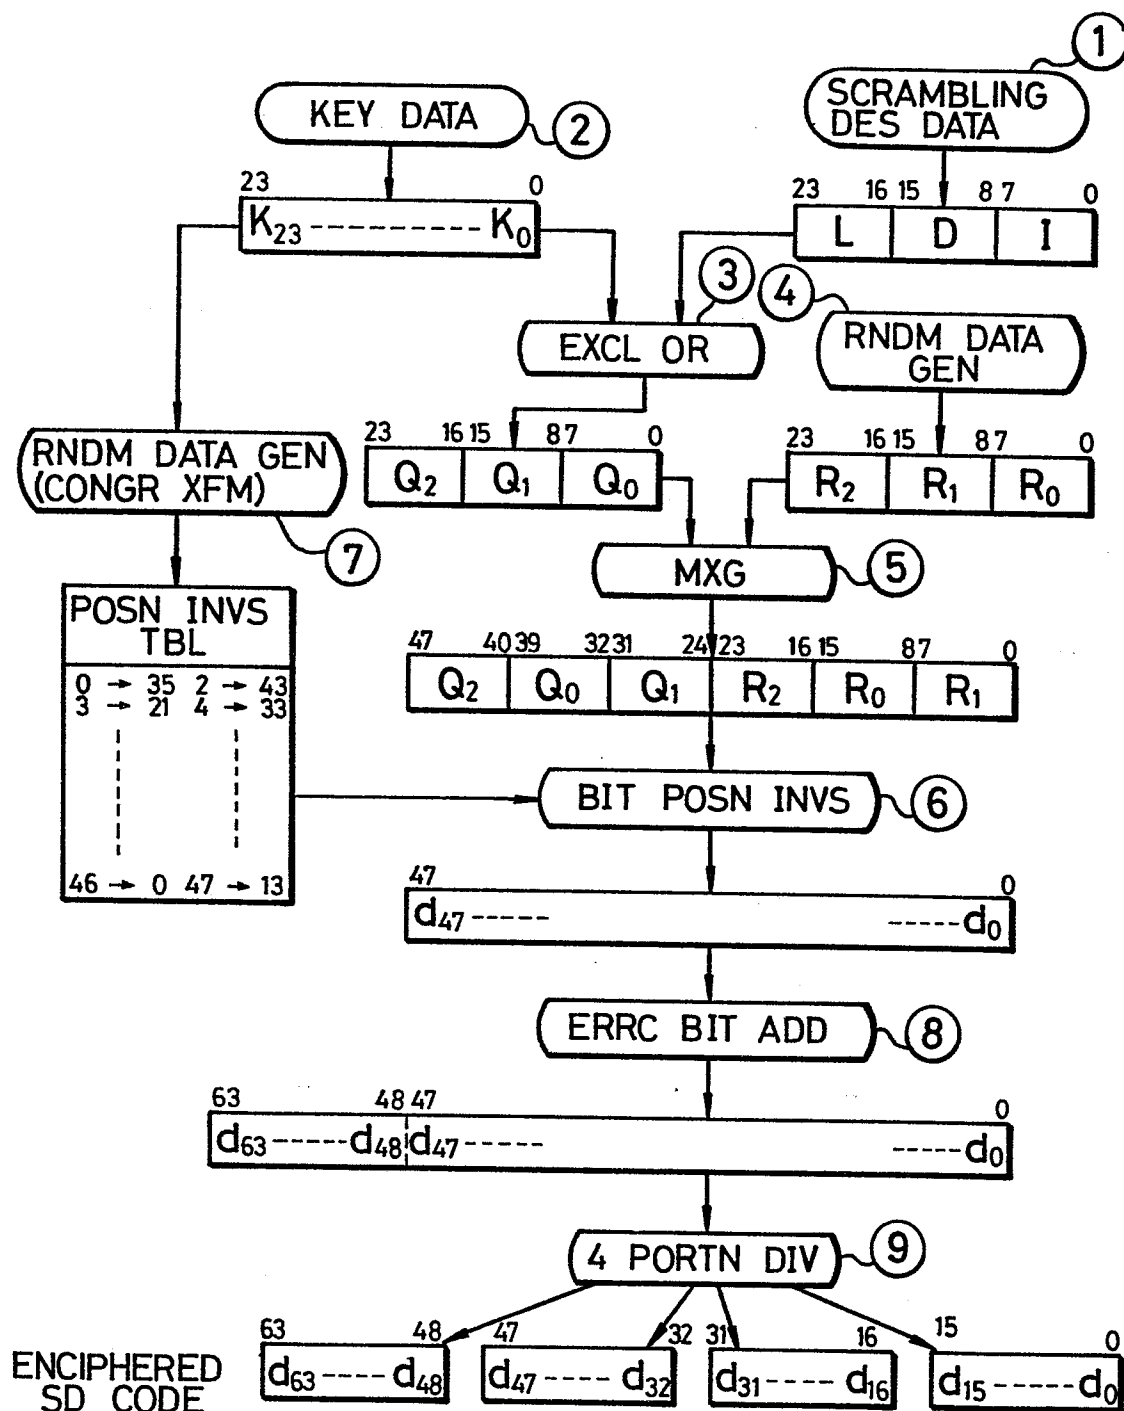 1
SCRAMBLING
DES DATA
KEY DATA
2
23 0
K23 ---------- K0
23 16 15 8 7 0
L D I
3
EXCL OR
4
RNDM DATA
GEN
RNDM DATA GEN
(CONGR XFM)
7
23 16 15 8 7 0
Q2 Q1 Q0
23 16 15 8 7 0
R2 R1 R0
MXG
5
POSN INVS
TBL
0 → 35 2 → 43
3 → 21 4 → 33
46 → 0 47 → 13
47 40 39 32 31 24 23 16 15 8 7 0
Q2 Q0 Q1 R2 R0 R1
BIT POSN INVS
6
47 0
d47 ----- -----d0
ERRC BIT ADD
8
63 48 47 0
d63 -----d48 d47 ----- -----d0
4 PORTN DIV
9
63 48 47 32 31 16 15 0
d63 ---- d48 d47 ---- d32 d31 ---- d16 d15 ----- d0
ENCIPHERED
SD CODE